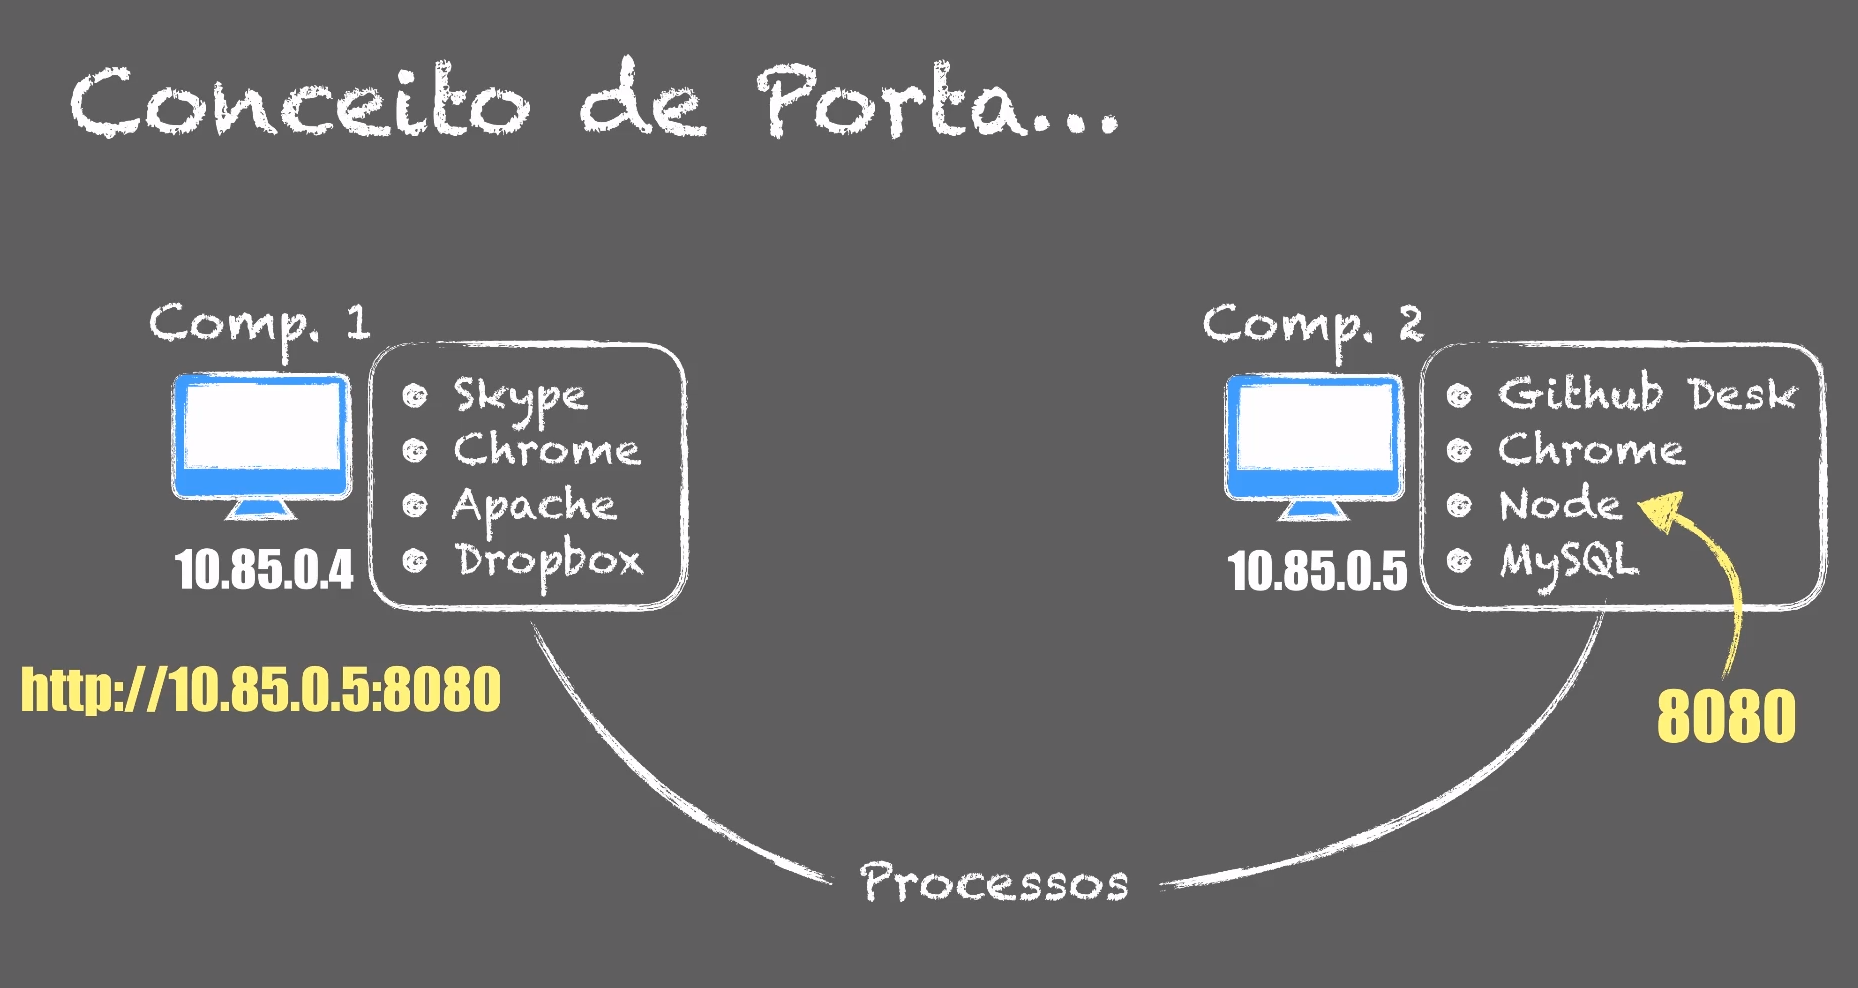 Conceito de Porta...
Comp. 1
Skype
Chrome
Apache
Dropbox
10.85.0.4
http://10.85.0.5:8080
Comp. 2
Github Desk
Chrome
Node
MySQL
10.85.0.5
8080
Processos